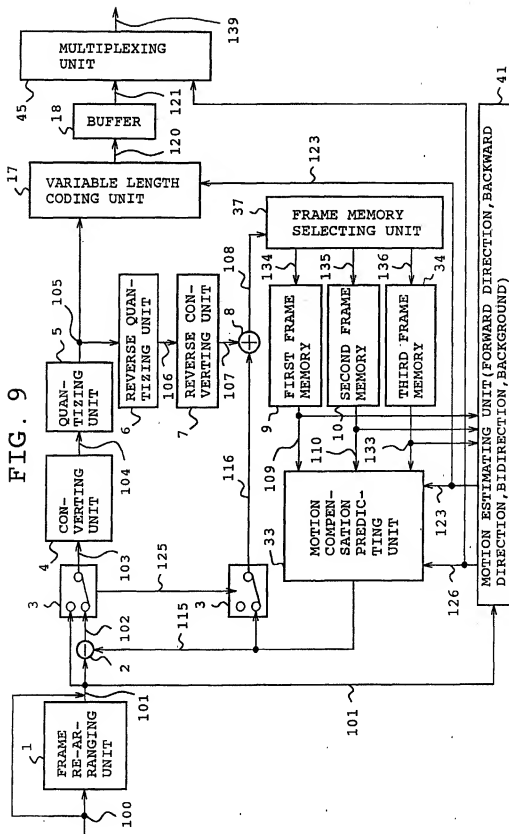 FIG. 9
100
1
FRAME
RE-AR-
RANGING
UNIT
101
2
102
3
103
4
CON-
VERTING
UNIT
104
5
QUAN-
TIZING
UNIT
105
17
VARIABLE LENGTH
CODING UNIT
120
18
BUFFER
121
45
MULTIPLEXING
UNIT
139
6
REVERSE QUAN-
TIZING UNIT
106
7
REVERSE CON-
VERTING UNIT
107
8
108
125
3
115
116
123
37
FRAME MEMORY
SELECTING UNIT
134
135
136
9
FIRST FRAME
MEMORY
10
SECOND FRAME
MEMORY
34
THIRD FRAME
MEMORY
109
110
133
33
MOTION
COMPEN-
SATION
PREDIC-
TING
UNIT
126
123
101
41
MOTION ESTIMATING UNIT(FORWARD DIRECTION,BACKWARD
DIRECTION,BIDIRECTION,BACKGROUND)